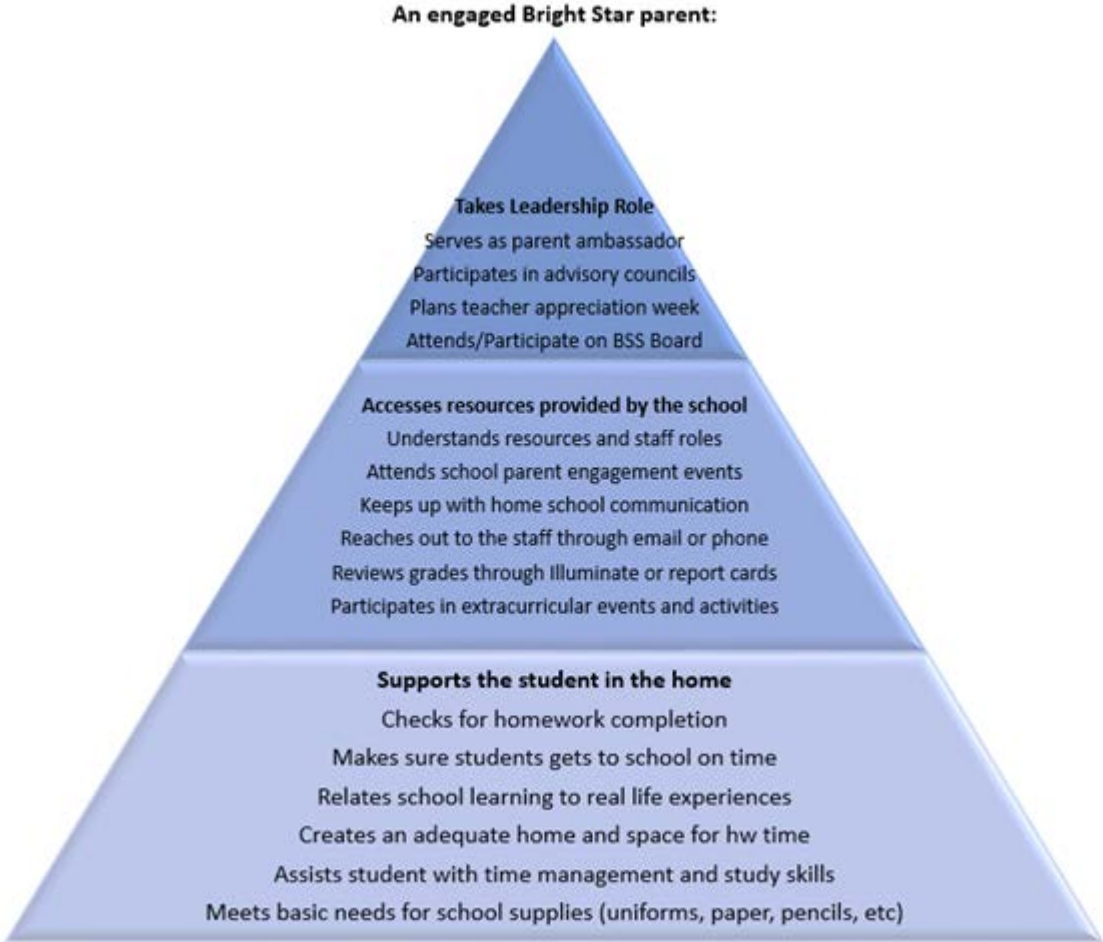 An engaged Bright Star parent:
Takes Leadership Role
Serves as parent ambassador
Participates in advisory councils
Plans teacher appreciation week
Attends/Participate on BSS Board
Accesses resources provided by the school
Understands resources and staff roles
Attends school parent engagement events
Keeps up with home school communication
Reaches out to the staff through email or phone
Reviews grades through Illuminate or report cards
Participates in extracurricular events and activities
Supports the student in the home
Checks for homework completion
Makes sure students gets to school on time
Relates school learning to real life experiences
Creates an adequate home and space for hw time
Assists student with time management and study skills
Meets basic needs for school supplies (uniforms, paper, pencils, etc)